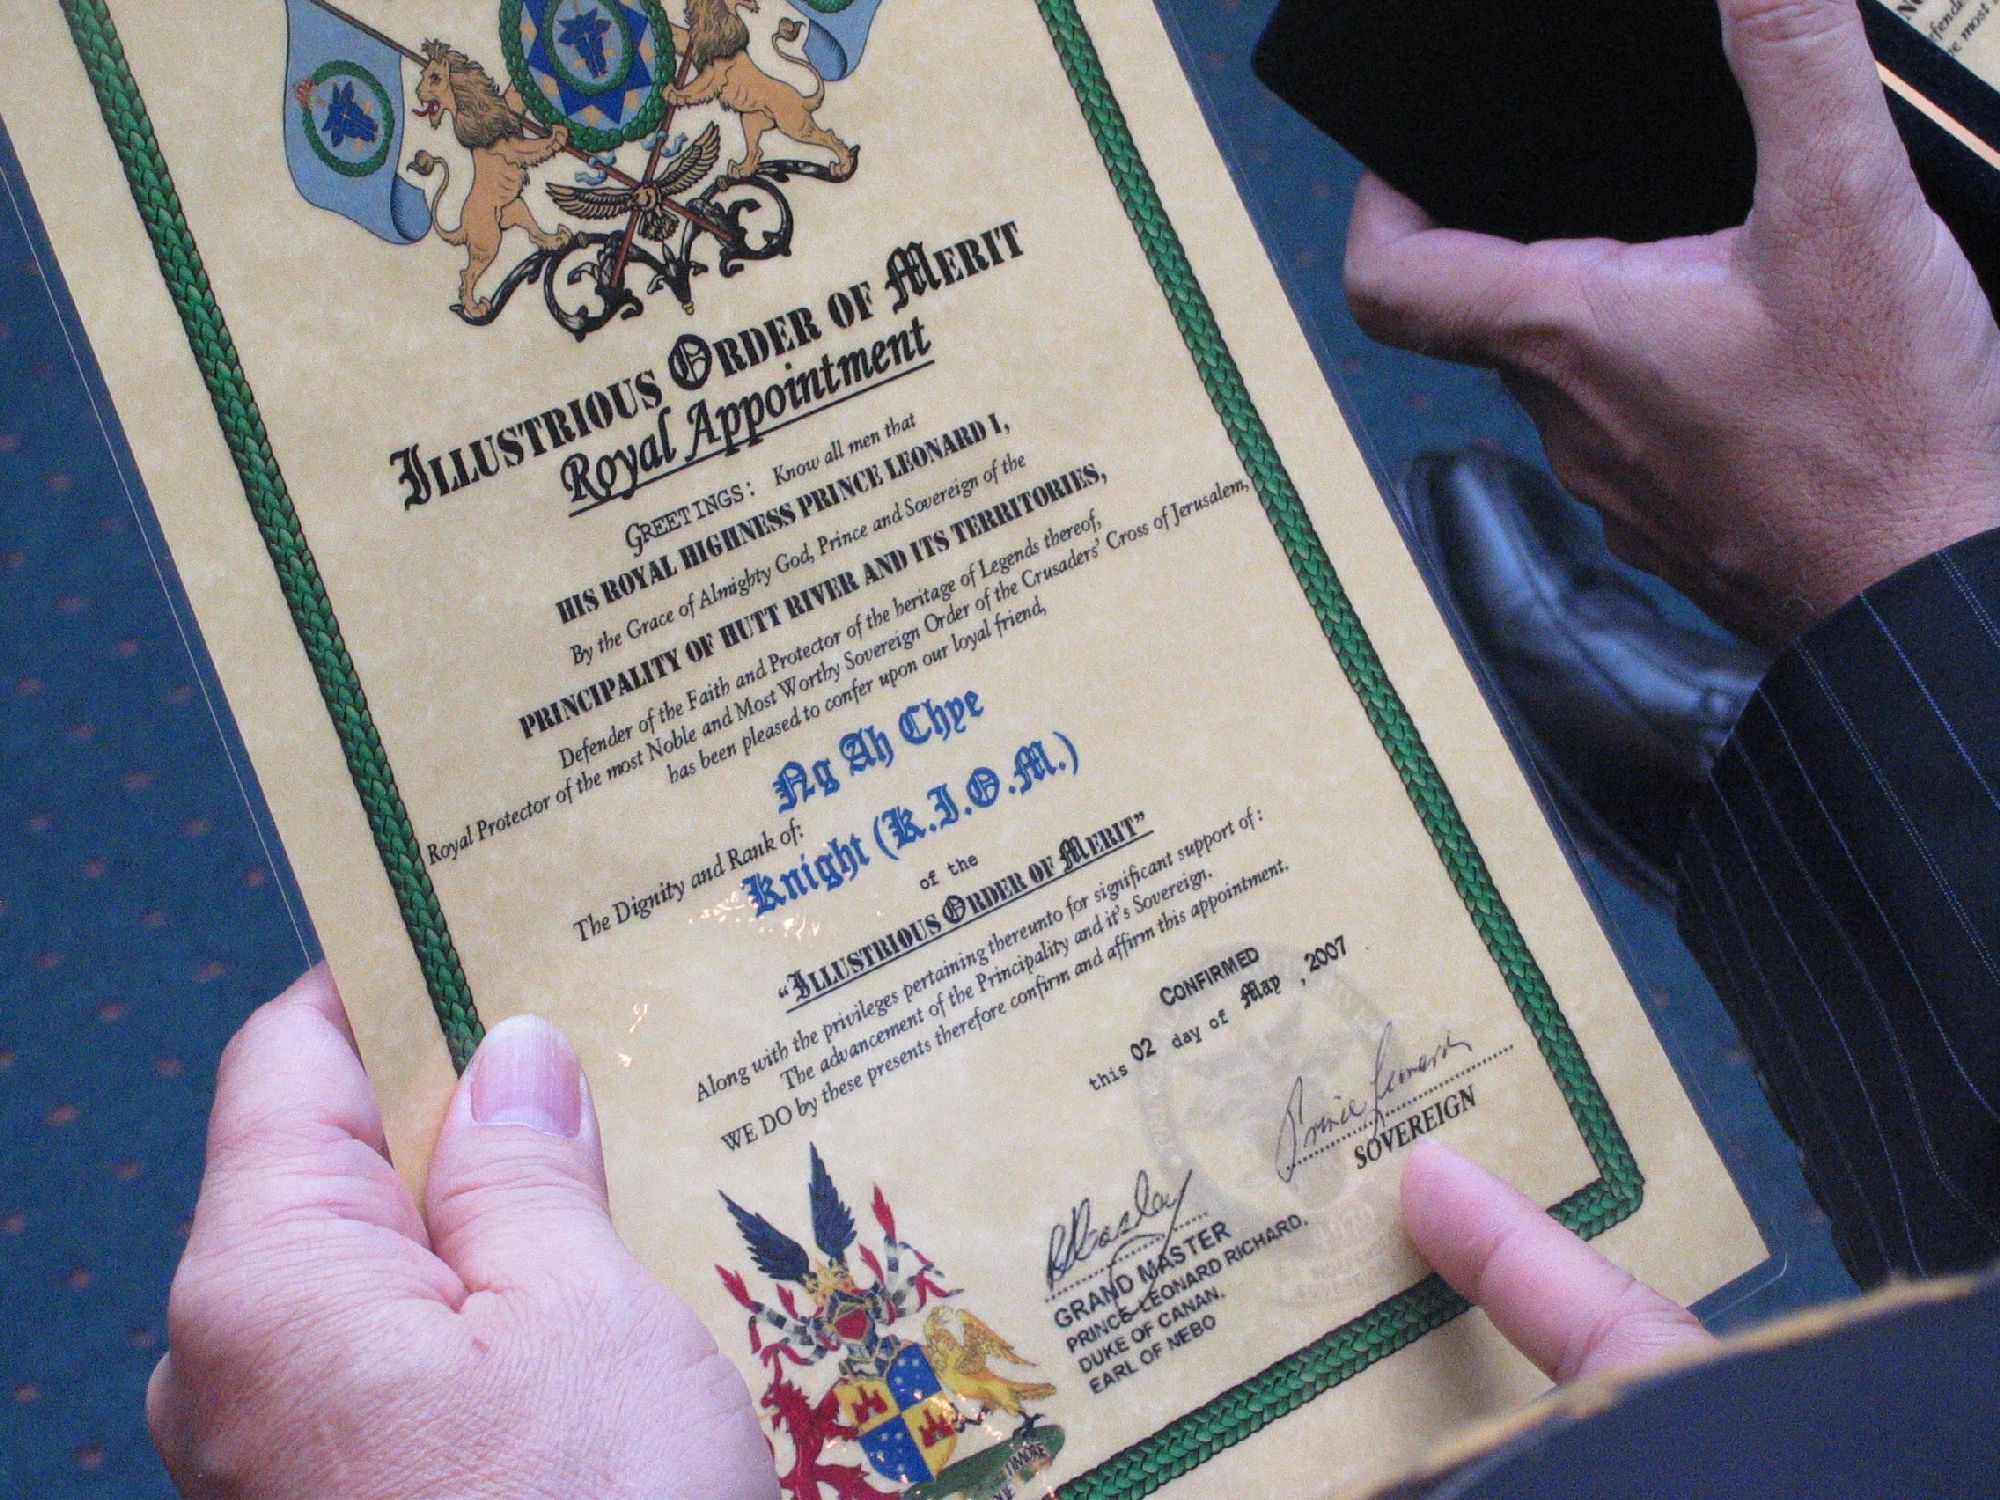 ILLUSTRIOUS ORDER OF MERIT
Royal Appointment
GREETINGS: Know all men that
HIS ROYAL HIGHNESS PRINCE LEONARD I,
By the Grace of Almighty God, Prince and Sovereign of the
PRINCIPALITY OF HUTT RIVER AND ITS TERRITORIES,
Defender of the Faith and Protector of the heritage of Legends thereof,
Royal Protector of the most Noble and Most Worthy Sovereign Order of the Crusaders' Cross of Jerusalem,
has been pleased to confer upon our loyal friend,
Ng Ah Chye
The Dignity and Rank of:
Knight (K.I.O.M.)
of the
"ILLUSTRIOUS ORDER OF MERIT"
Along with the privileges pertaining thereunto for significant support of:
The advancement of the Principality and it's Sovereign.
WE DO by these presents therefore confirm and affirm this appointment.
CONFIRMED
this 02 day of May, 2007
Prince Leonard
SOVEREIGN
GRAND MASTER
PRINCE LEONARD RICHARD.
DUKE OF CANAN.
EARL OF NEBO